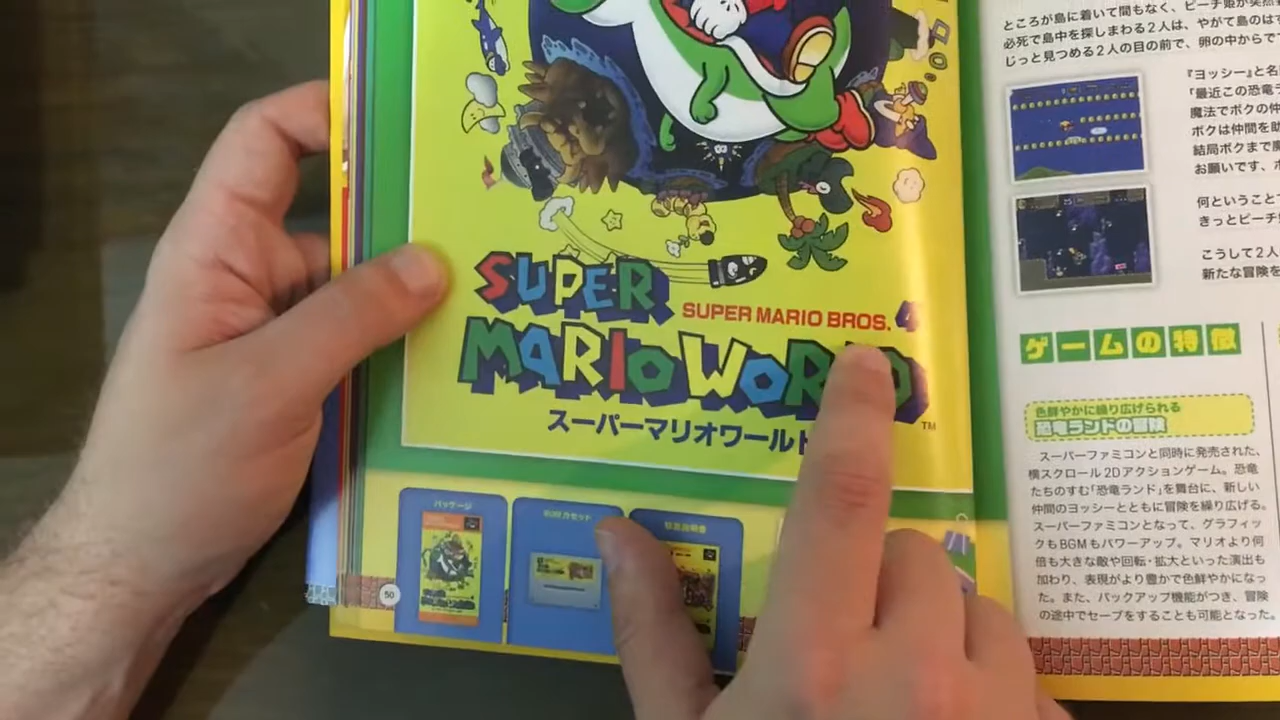 SUPER
SUPER MARIO BROS. 4
MARIO WORLD
TM
スーパーマリオワールド
パッケージ
取扱説明書
50
ところが島に着いて間もなく、ピーチ姫が突然
必死で島中を探しまわる2人は、やがて島のは
じっと見つめる2人の目の前で、卵の中から
『ヨッシー』と名
「最近この恐竜ラ
魔法でボクの仲
ボクは仲間を助
結局ボクまで魔
お願いです、
何ということ
きっとピーチ
こうして2人
新たな冒険を
ゲームの特徴
色鮮やかに繰り広げられる
恐竜ランドの冒険
スーパーファミコンと同時に発売された、
横スクロール2Dアクションゲーム。恐竜
たちのすむ「恐竜ランド」を舞台に、新しい
仲間のヨッシーとともに冒険を繰り広げる。
スーパーファミコンとなって、グラフィッ
クもBGMもパワーアップ。マリオより何
倍も大きな敵や回転・拡大といった演出も
加わり、表現がより豊かで色鮮やかになっ
た。また、バックアップ機能がつき、冒険
の途中でセーブをすることも可能となった。